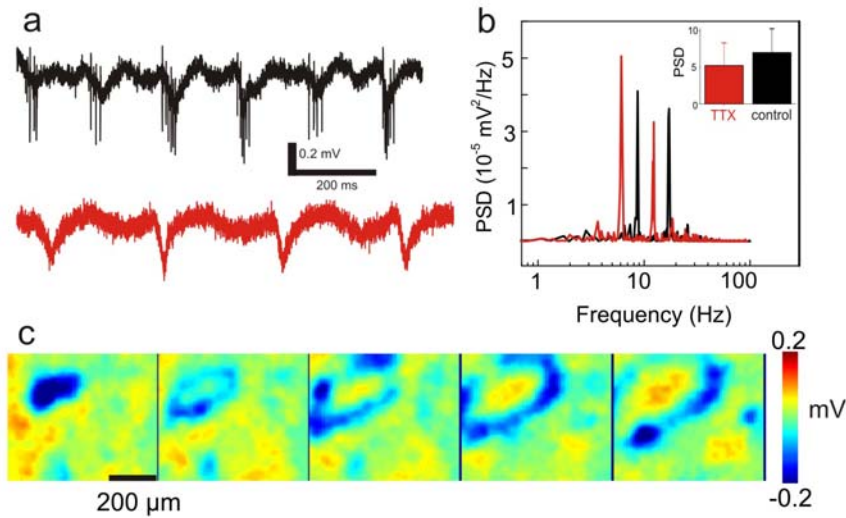 a
0.2 mV
200 ms
b
PSD (10⁻⁵ mV²/Hz)
5
3
1
1
10
100
Frequency (Hz)
PSD
10
5
0
TTX
control
c
200 µm
0.2
mV
-0.2